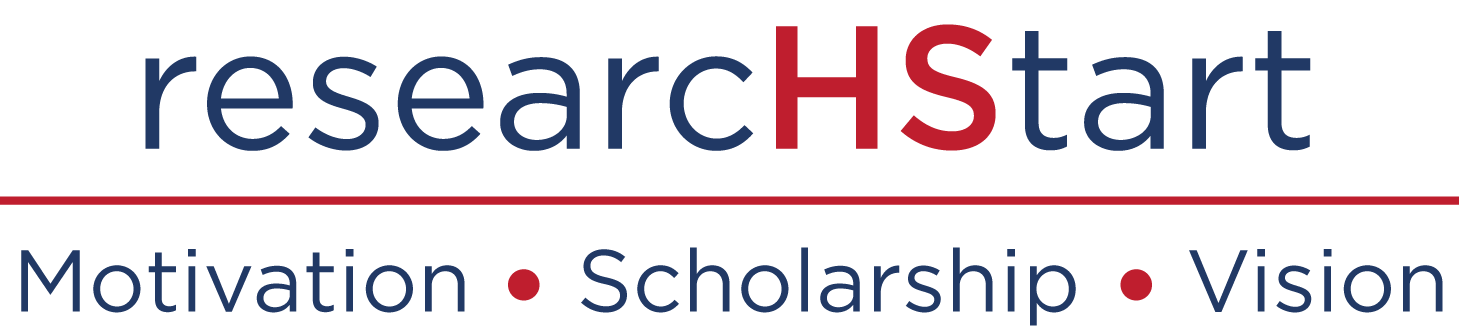 researcHStart
Motivation • Scholarship • Vision